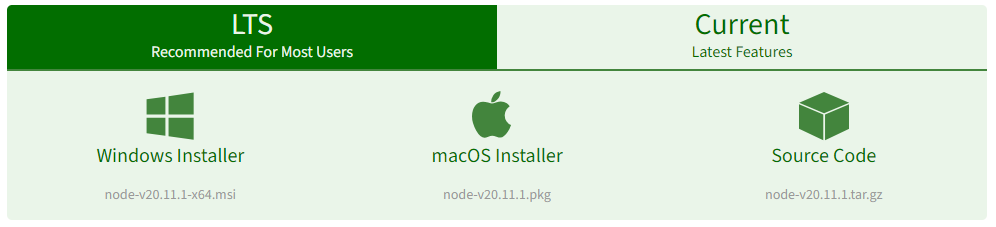 LTS
Recommended For Most Users
Current
Latest Features
Windows Installer
node-v20.11.1-x64.msi
macOS Installer
node-v20.11.1.pkg
Source Code
node-v20.11.1.tar.gz